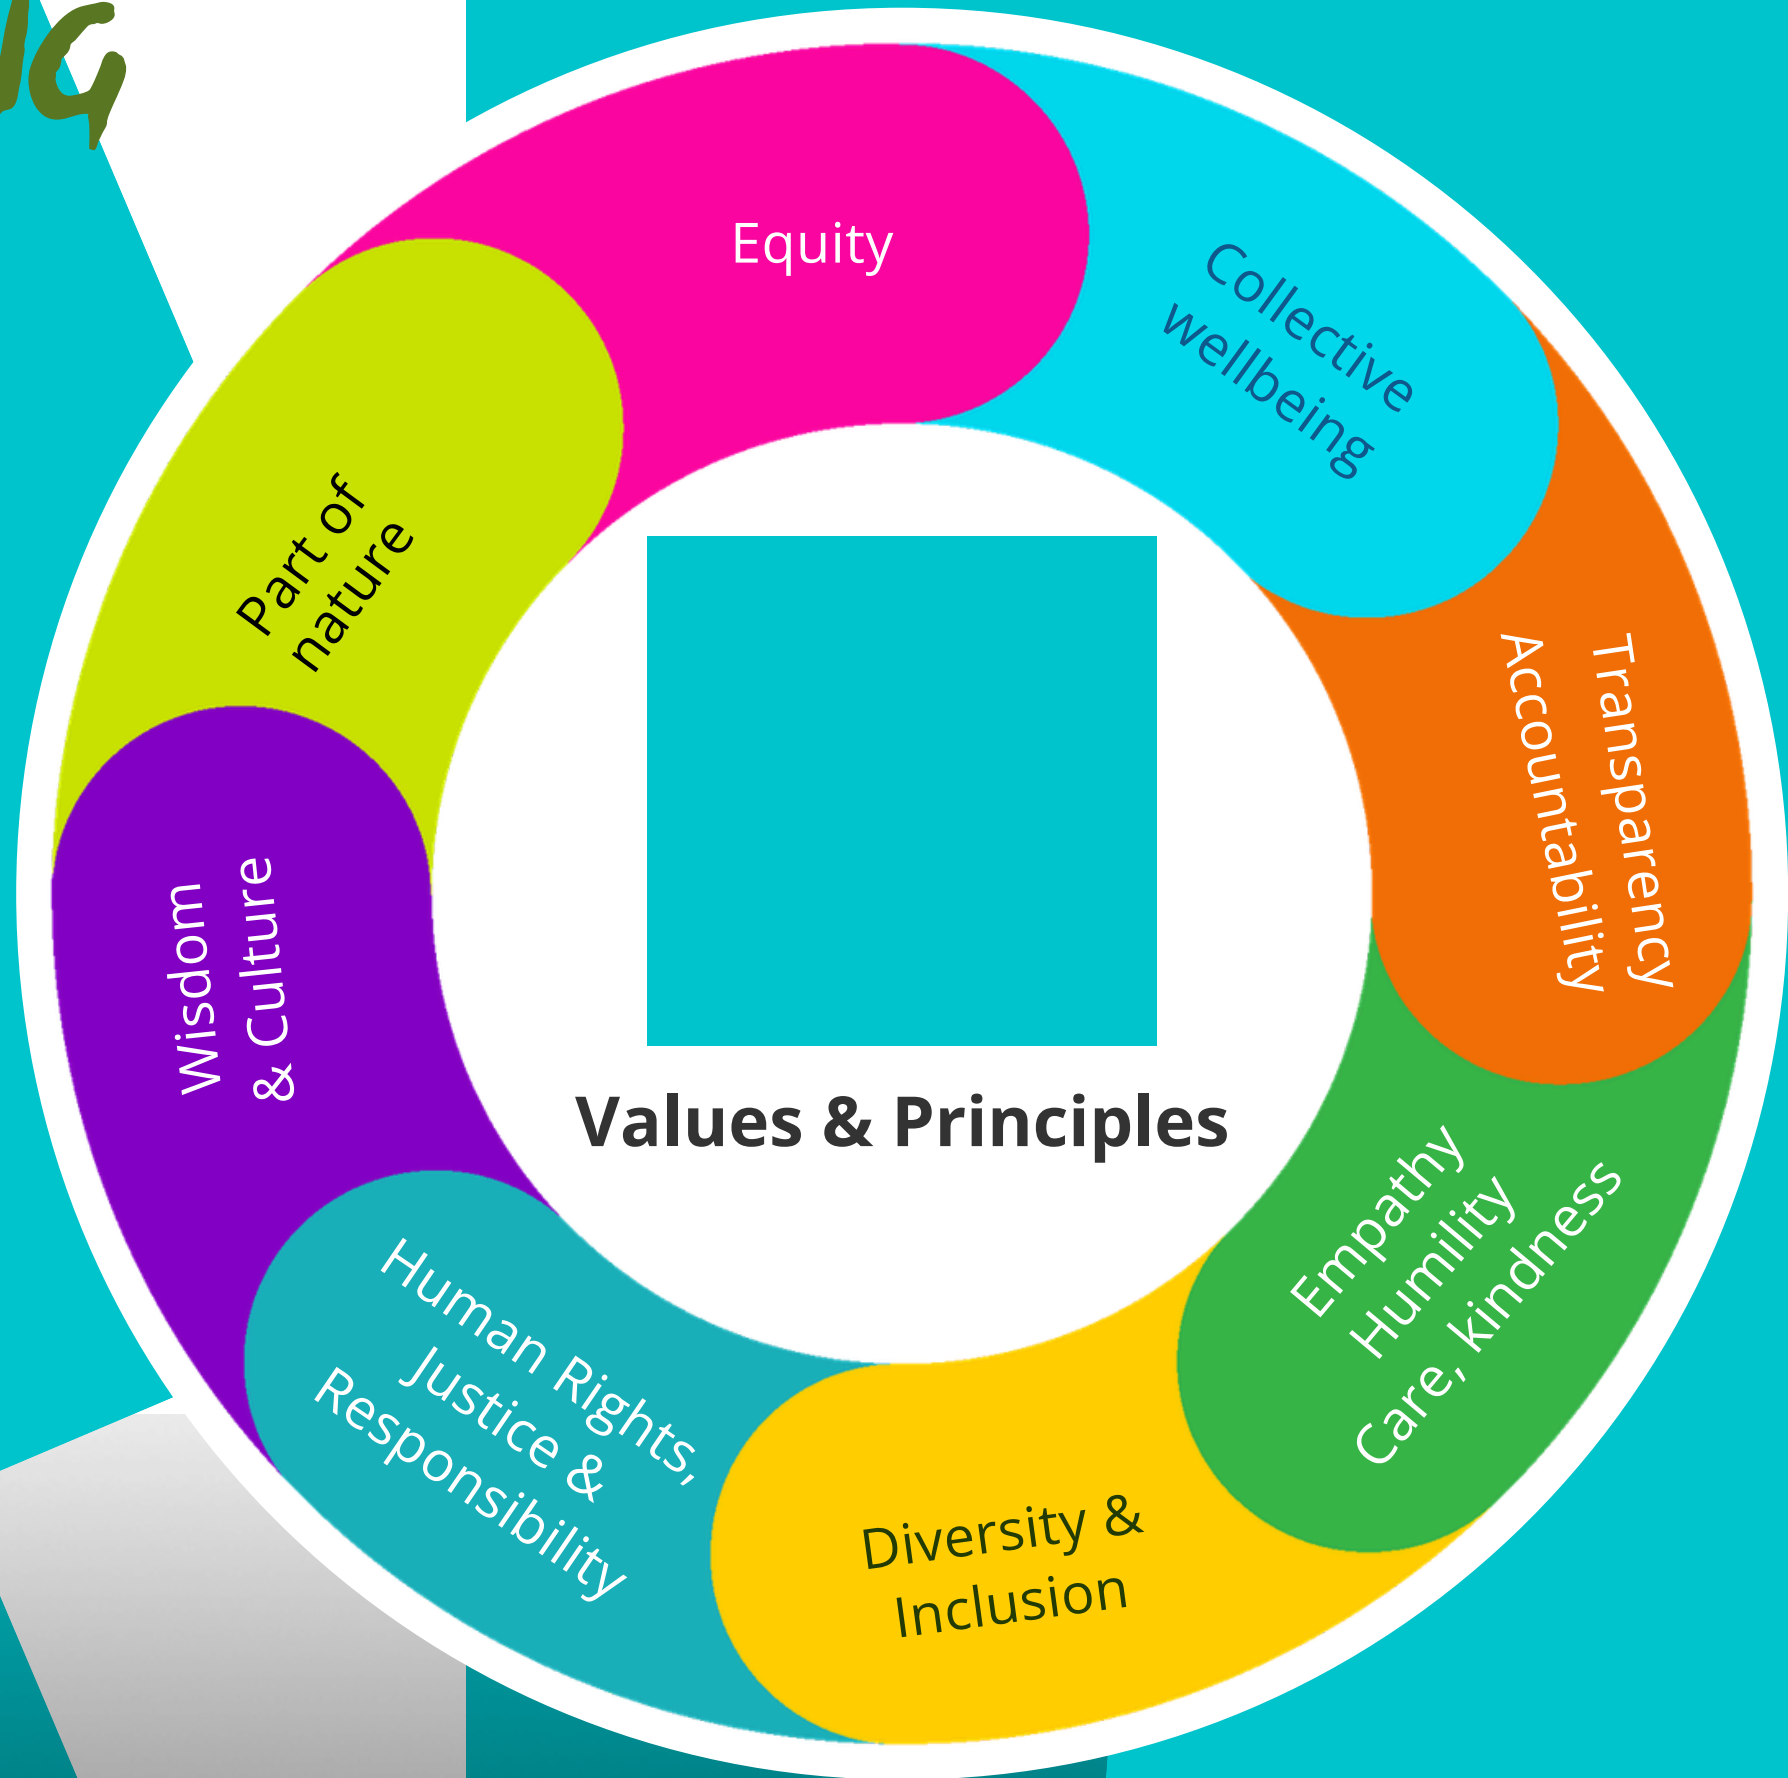 Equity
Collective
wellbeing
Transparency
Accountability
Empathy
Humility
Care, kindness
Diversity &
Inclusion
Human Rights,
Justice &
Responsibility
Wisdom
& Culture
Part of
nature
Values & Principles